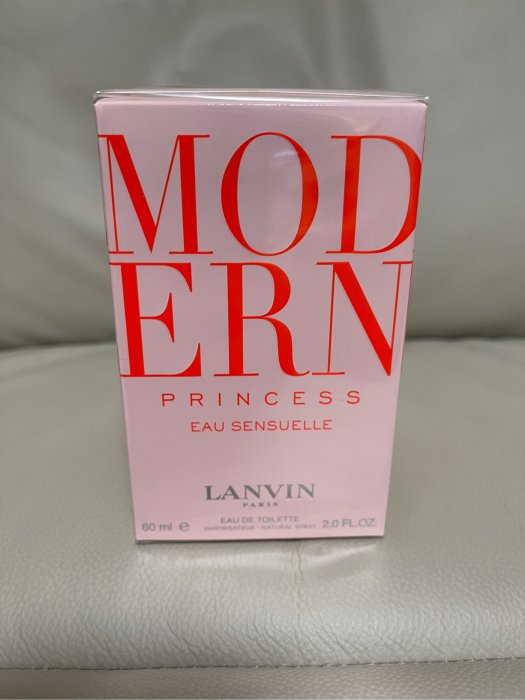 MOD
ERN
PRINCESS
EAU SENSUELLE
LANVIN
PARIS
EAU DE TOILETTE
60 ml e VAPORISATEUR - NATURAL SPRAY 2.0 FL.OZ.